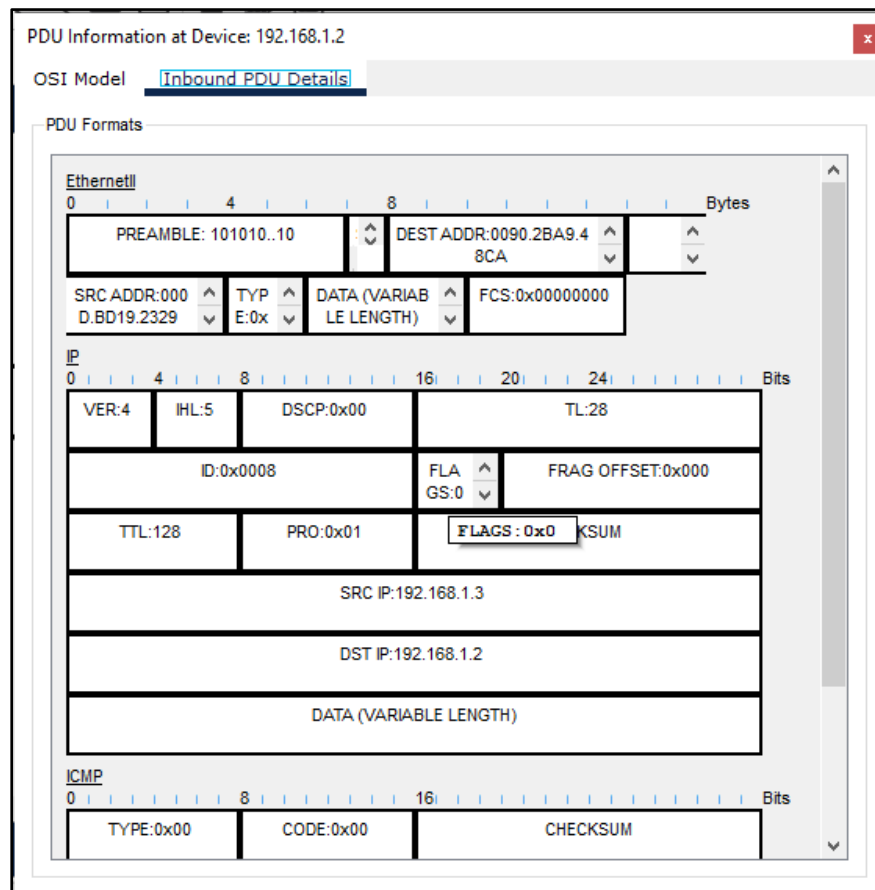 PDU Information at Device: 192.168.1.2
x
OSI Model Inbound PDU Details
PDU Formats
EthernetII
0 4 8 Bytes
PREAMBLE: 101010..10
DEST ADDR:0090.2BA9.4
8CA
SRC ADDR:000
D.BD19.2329
TYP
E:0x
DATA (VARIAB
LE LENGTH)
FCS:0x00000000
IP
0 4 8 16 20 24 Bits
VER:4 IHL:5 DSCP:0x00 TL:28
ID:0x0008
FLA
GS:0
FRAG OFFSET:0x000
TTL:128 PRO:0x01 FLAGS: 0x0 KSUM
SRC IP:192.168.1.3
DST IP:192.168.1.2
DATA (VARIABLE LENGTH)
ICMP
0 8 16 Bits
TYPE:0x00 CODE:0x00 CHECKSUM